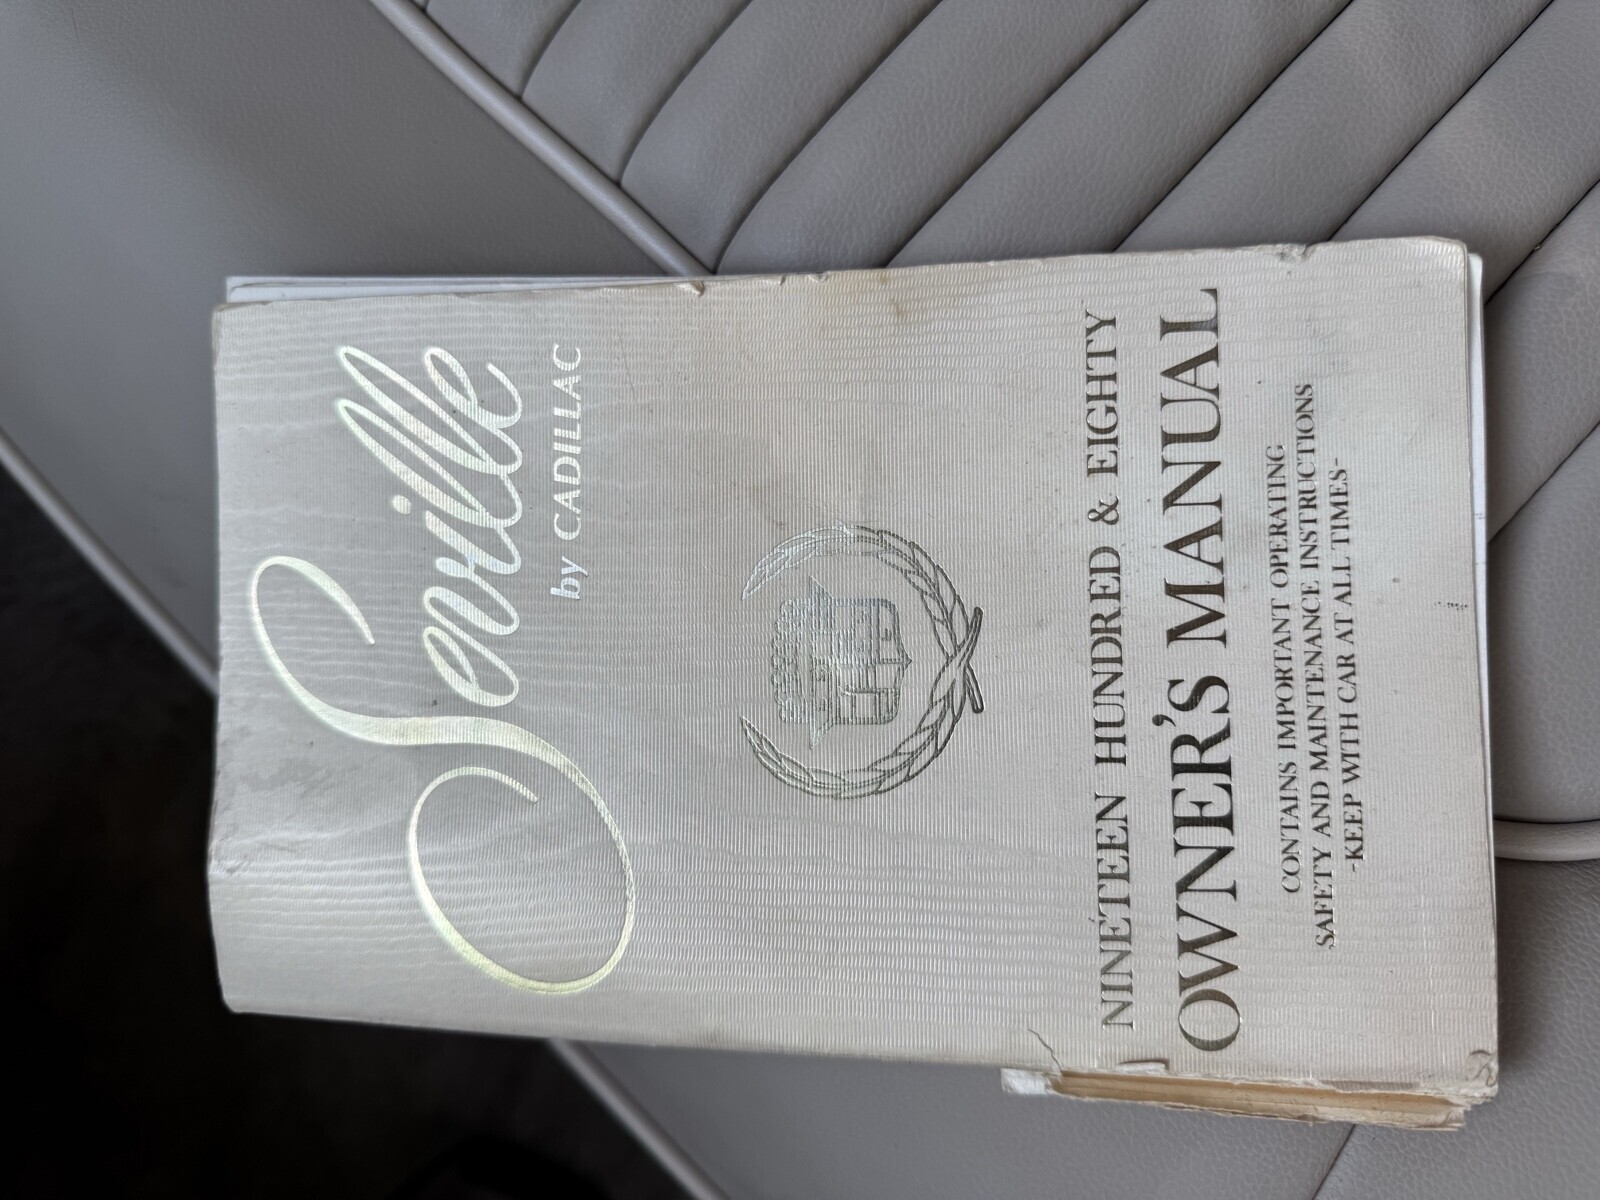 Seville
by CADILLAC
NINETEEN HUNDRED & EIGHTY
OWNER'S MANUAL
CONTAINS IMPORTANT OPERATING
SAFETY AND MAINTENANCE INSTRUCTIONS
-KEEP WITH CAR AT ALL TIMES-